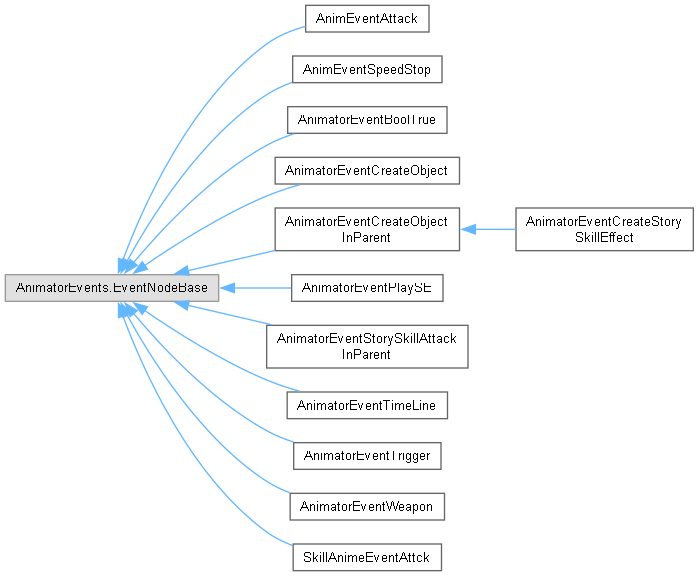 AnimEventAttack
AnimEventSpeedStop
AnimatorEventBoolTrue
AnimatorEventCreateObject
AnimatorEventCreateObject
InParent
AnimatorEventCreateStory
SkillEffect
AnimatorEvents.EventNodeBase
AnimatorEventPlaySE
AnimatorEventStorySkillAttack
InParent
AnimatorEventTimeLine
AnimatorEventTrigger
AnimatorEventWeapon
SkillAnimeEventAttck